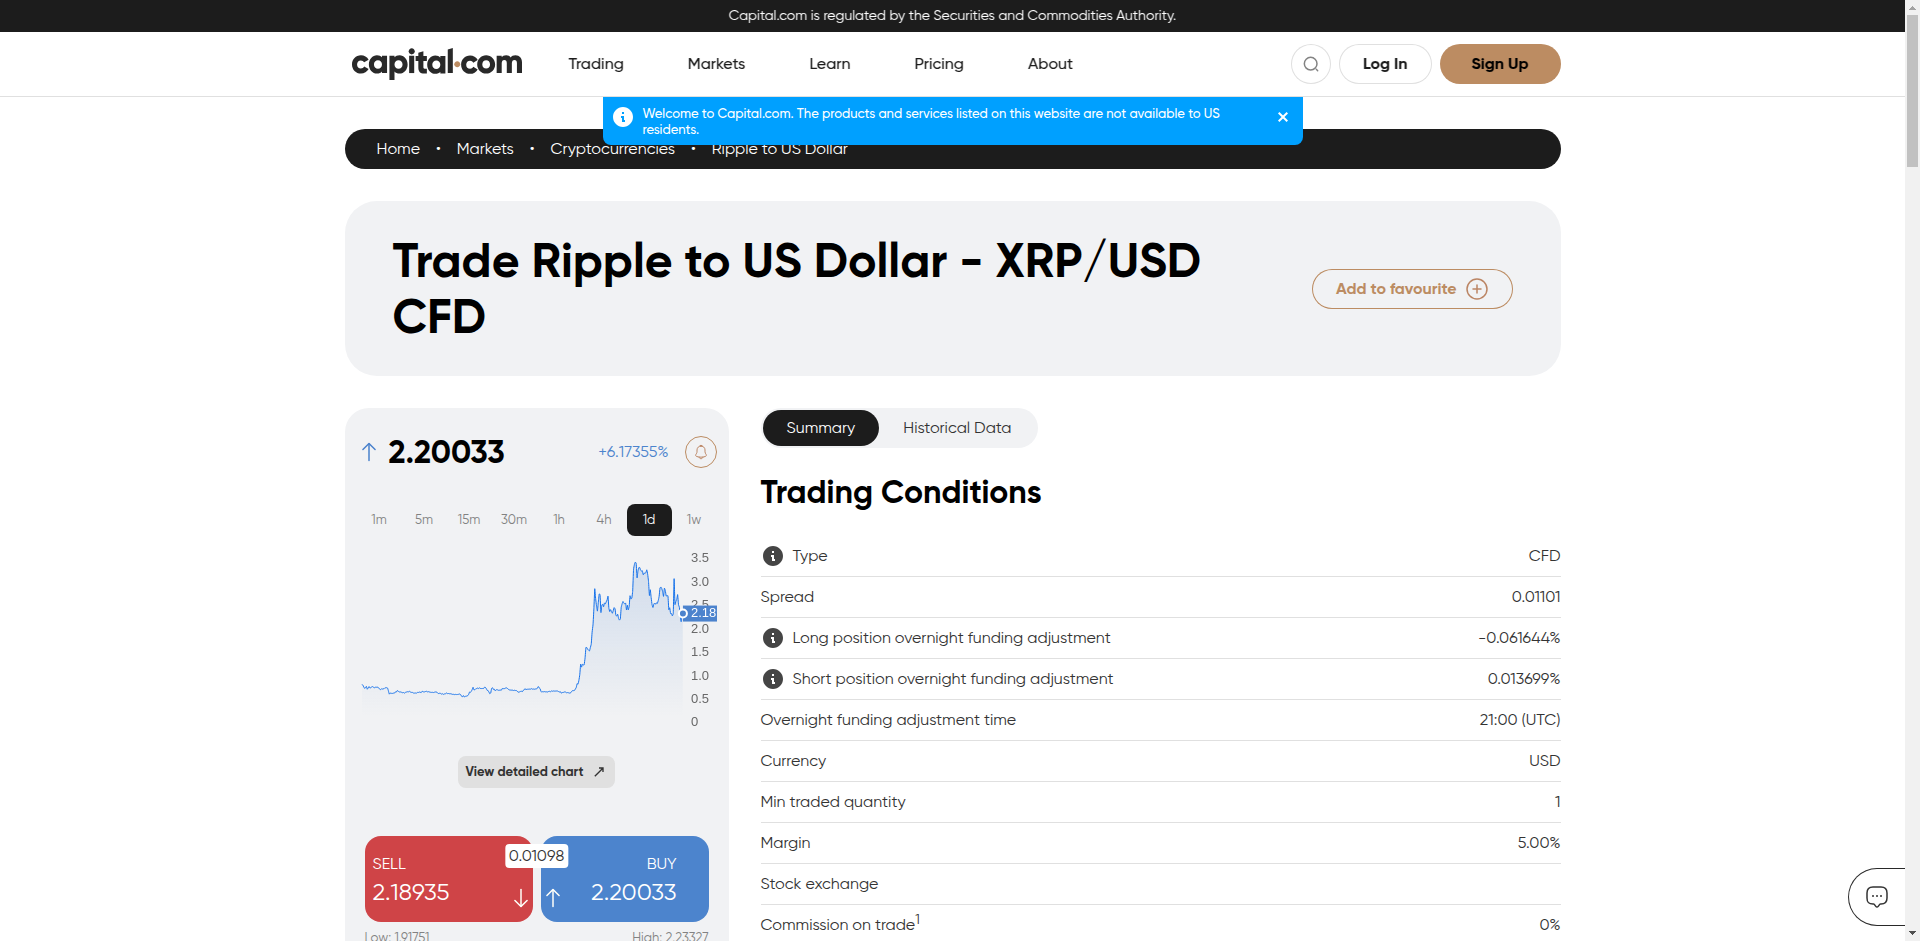 Capital.com is regulated by the Securities and Commodities Authority.
capital.com
Trading
Markets
Learn
Pricing
About
Log In
Sign Up
Welcome to Capital.com. The products and services listed on this website are not available to US
residents.
Home • Markets • Cryptocurrencies • Ripple to US Dollar
Trade Ripple to US Dollar - XRP/USD
CFD
Add to favourite
2.20033
+6.17355%
1m 5m 15m 30m 1h 4h 1d 1w
3.5
3.0
2.5
2.18
2.0
1.5
1.0
0.5
0
View detailed chart
SELL
2.18935
0.01098
BUY
2.20033
Low: 1.91751
High: 2.23327
Summary
Historical Data
Trading Conditions
Type CFD
Spread 0.01101
Long position overnight funding adjustment -0.061644%
Short position overnight funding adjustment 0.013699%
Overnight funding adjustment time 21:00 (UTC)
Currency USD
Min traded quantity 1
Margin 5.00%
Stock exchange
Commission on trade1 0%